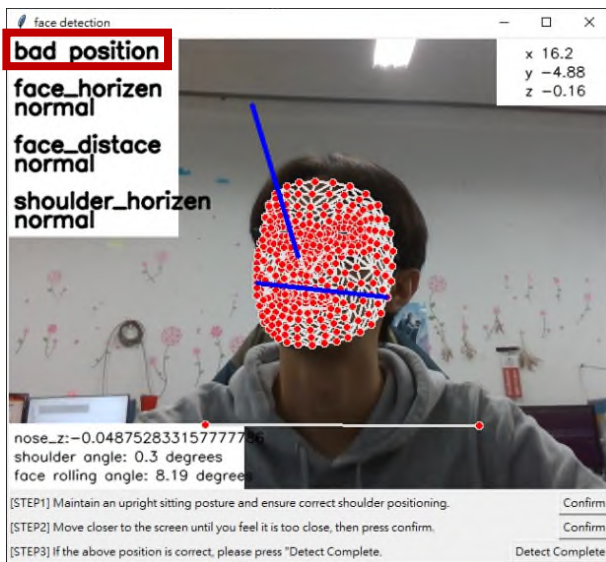 face detection
bad position
face_horizen
normal
face_distace
normal
shoulder_horizen
normal
x 16.2
y -4.88
z -0.16
nose_z:-0.048752833157777786
shoulder angle: 0.3 degrees
face rolling angle: 8.19 degrees
[STEP1] Maintain an upright sitting posture and ensure correct shoulder positioning.
Confirm
[STEP2] Move closer to the screen until you feel it is too close, then press confirm.
Confirm
[STEP3] If the above position is correct, please press "Detect Complete.
Detect Complete